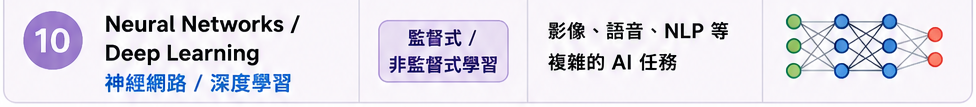 10
Neural Networks /
Deep Learning
神經網路 / 深度學習
監督式 /
非監督式學習
影像、語音、NLP 等
複雜的 AI 任務